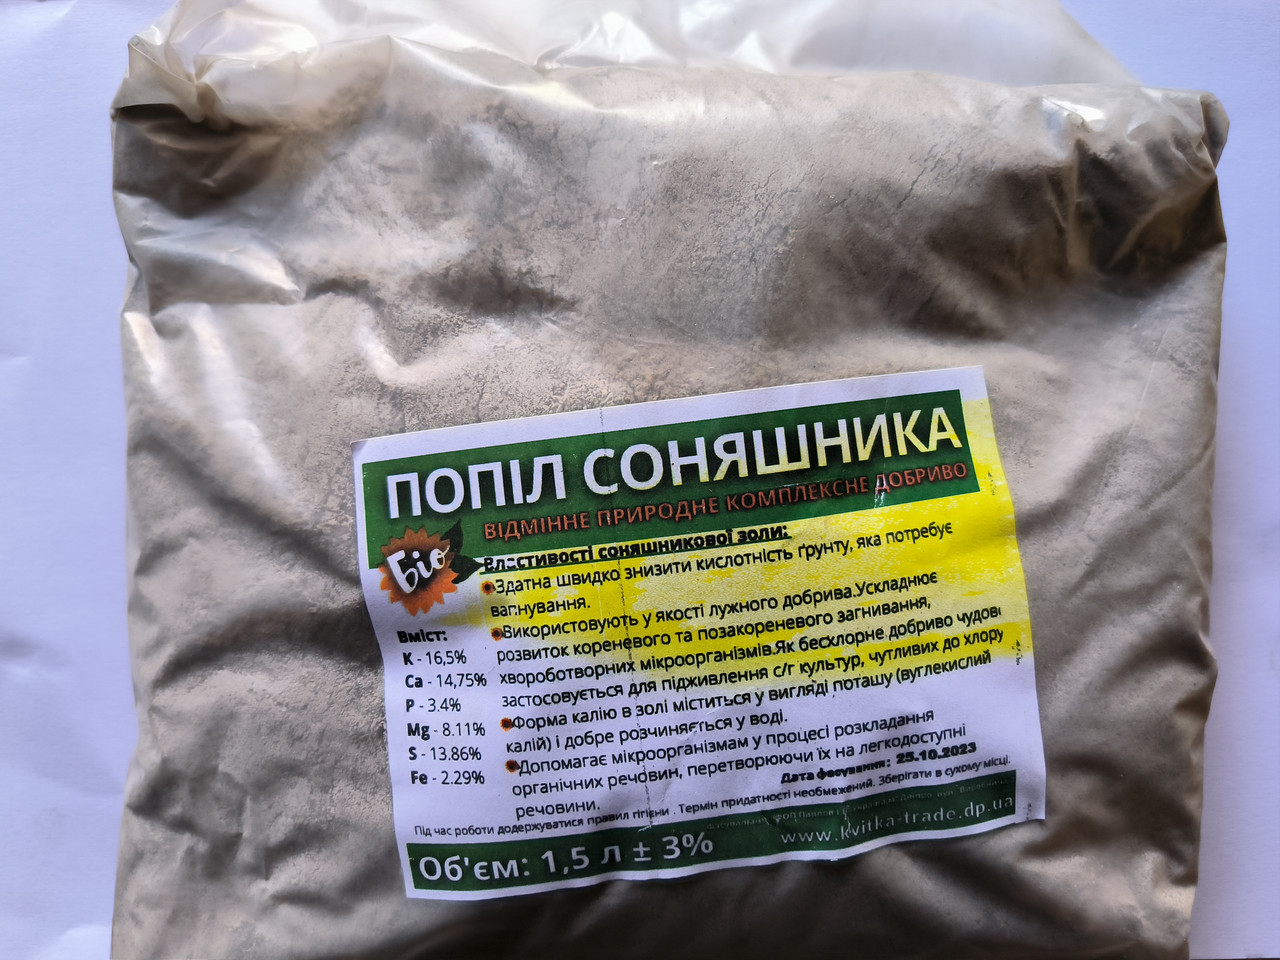 ПОПІЛ СОНЯШНИКА
ВІДМІННЕ ПРИРОДНЕ КОМПЛЕКСНЕ ДОБРИВО
Біо
Властивості соняшникової золи:
Здатна швидко знизити кислотність ґрунту, яка потребує
вапнування.
Використовують у якості лужного добрива.Ускладнює
розвиток кореневого та позакореневого загнивання,
хвороботворних мікроорганізмів.Як бесхлорне добриво чудово
застосовується для підживлення с/г культур, чутливих до хлору
Форма калію в золі міститься у вигляді поташу (вуглекислий
калій) і добре розчиняється у воді.
Допомагає мікроорганізмам у процесі розкладання
органічних речовин, перетворюючи їх на легкодоступні
речовини.
Вміст:
K - 16,5%
Ca - 14,75%
P - 3.4%
Mg - 8.11%
S - 13.86%
Fe - 2.29%
Дата фасування: 25.10.2023
Під час роботи додержуватися правил гігієни . Термін придатності необмежений. Зберігати в сухому місці.
www.kvitka-trade.dp.ua
Об'єм: 1,5 л ± 3%